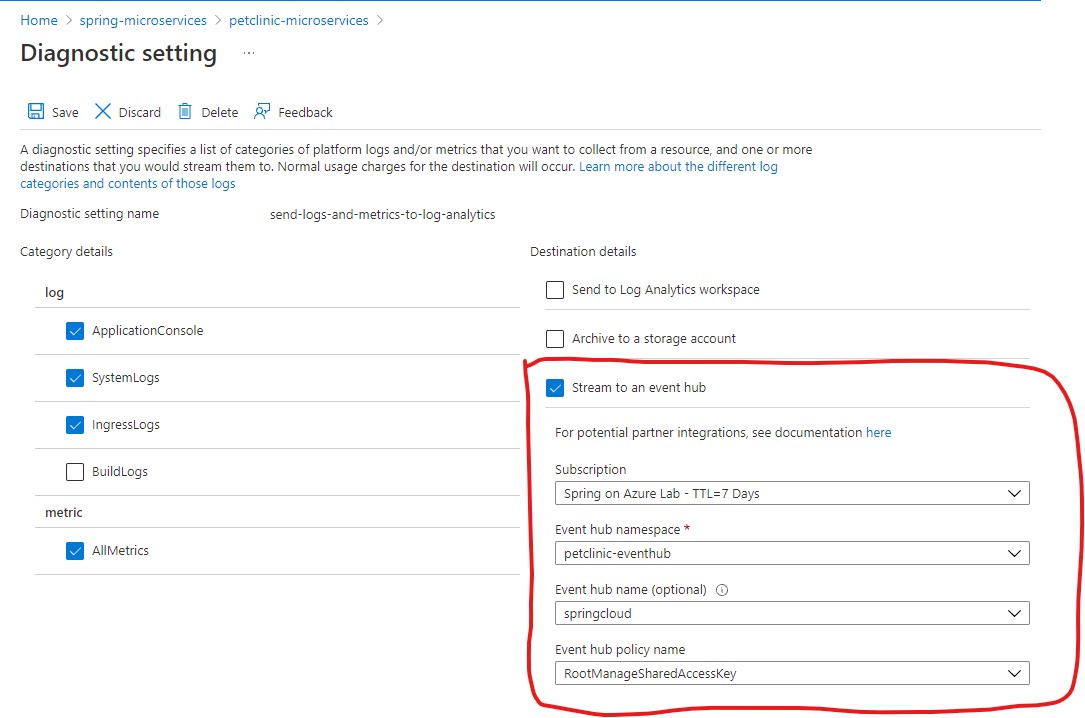 Home > spring-microservices > petclinic-microservices >
Diagnostic setting ...
Save Discard Delete Feedback
A diagnostic setting specifies a list of categories of platform logs and/or metrics that you want to collect from a resource, and one or more
destinations that you would stream them to. Normal usage charges for the destination will occur. Learn more about the different log
categories and contents of those logs
Diagnostic setting name send-logs-and-metrics-to-log-analytics
Category details
log
ApplicationConsole
SystemLogs
IngressLogs
BuildLogs
metric
AllMetrics
Destination details
Send to Log Analytics workspace
Archive to a storage account
Stream to an event hub
For potential partner integrations, see documentation here
Subscription
Spring on Azure Lab - TTL=7 Days
Event hub namespace *
petclinic-eventhub
Event hub name (optional)
springcloud
Event hub policy name
RootManageSharedAccessKey